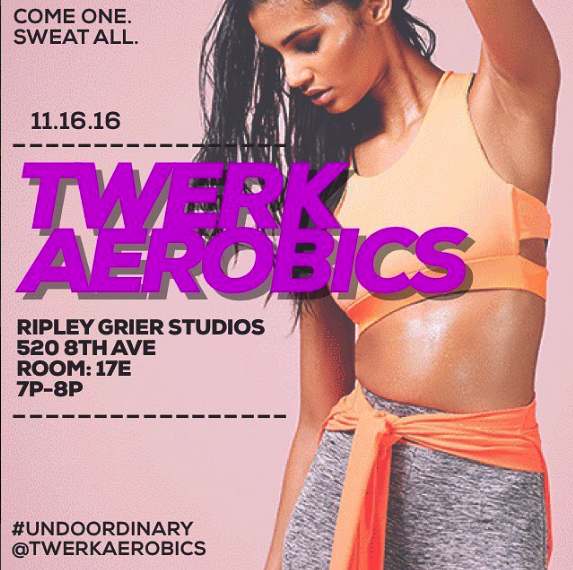 COME ONE.
SWEAT ALL.
11.16.16
TWERK
AEROBICS
RIPLEY GRIER STUDIOS
520 8TH AVE
ROOM: 17E
7P-8P
#UNDOORDINARY
@TWERKAEROBICS